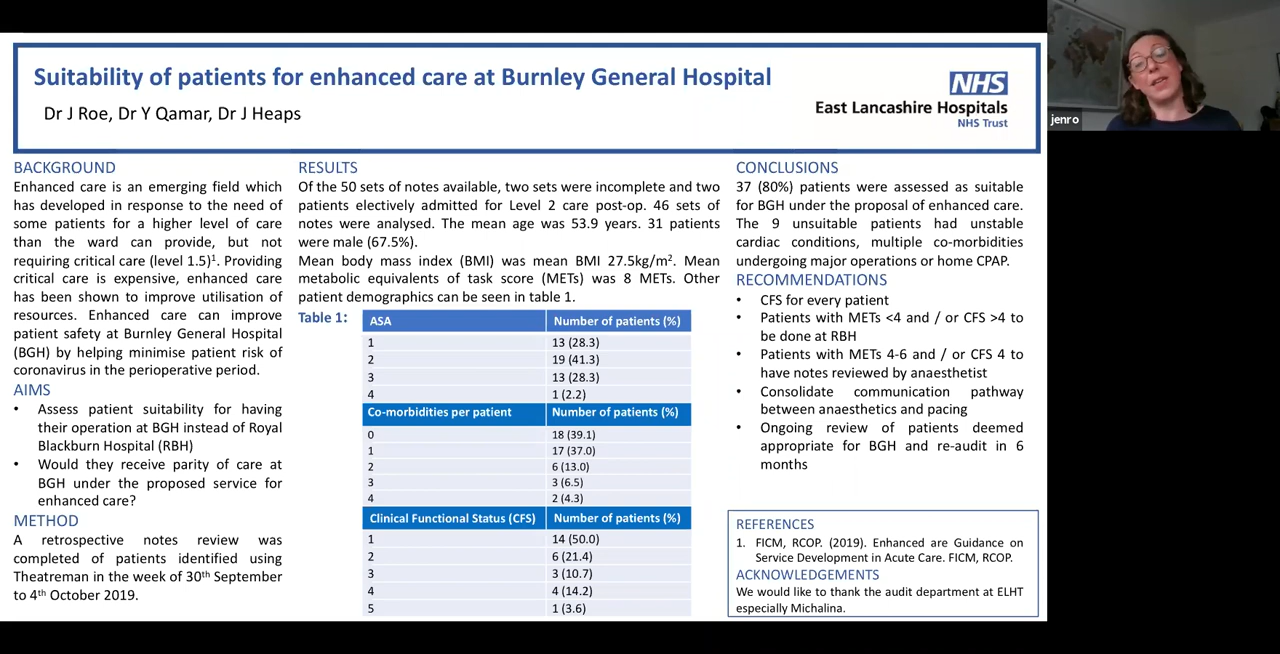 Suitability of patients for enhanced care at Burnley General Hospital
Dr J Roe, Dr Y Qamar, Dr J Heaps
NHS
East Lancashire Hospitals
NHS Trust
jenro
BACKGROUND
Enhanced care is an emerging field which
has developed in response to the need of
some patients for a higher level of care
than the ward can provide, but not
requiring critical care (level 1.5)¹. Providing
critical care is expensive, enhanced care
has been shown to improve utilisation of
resources. Enhanced care can improve
patient safety at Burnley General Hospital
(BGH) by helping minimise patient risk of
coronavirus in the perioperative period.
AIMS
• Assess patient suitability for having
their operation at BGH instead of Royal
Blackburn Hospital (RBH)
• Would they receive parity of care at
BGH under the proposed service for
enhanced care?
METHOD
A retrospective notes review was
completed of patients identified using
Theatreman in the week of 30th September
to 4th October 2019.
RESULTS
Of the 50 sets of notes available, two sets were incomplete and two
patients electively admitted for Level 2 care post-op. 46 sets of
notes were analysed. The mean age was 53.9 years. 31 patients
were male (67.5%).
Mean body mass index (BMI) was mean BMI 27.5kg/m². Mean
metabolic equivalents of task score (METs) was 8 METs. Other
patient demographics can be seen in table 1.
Table 1:
ASA Number of patients (%)
1 13 (28.3)
2 19 (41.3)
3 13 (28.3)
4 1 (2.2)
Co-morbidities per patient Number of patients (%)
0 18 (39.1)
1 17 (37.0)
2 6 (13.0)
3 3 (6.5)
4 2 (4.3)
Clinical Functional Status (CFS) Number of patients (%)
1 14 (50.0)
2 6 (21.4)
3 3 (10.7)
4 4 (14.2)
5 1 (3.6)
CONCLUSIONS
37 (80%) patients were assessed as suitable
for BGH under the proposal of enhanced care.
The 9 unsuitable patients had unstable
cardiac conditions, multiple co-morbidities
undergoing major operations or home CPAP.
RECOMMENDATIONS
• CFS for every patient
• Patients with METs <4 and / or CFS >4 to
be done at RBH
• Patients with METs 4-6 and / or CFS 4 to
have notes reviewed by anaesthetist
• Consolidate communication pathway
between anaesthetics and pacing
• Ongoing review of patients deemed
appropriate for BGH and re-audit in 6
months
REFERENCES
1. FICM, RCOP. (2019). Enhanced are Guidance on
Service Development in Acute Care. FICM, RCOP.
ACKNOWLEDGEMENTS
We would like to thank the audit department at ELHT
especially Michalina.